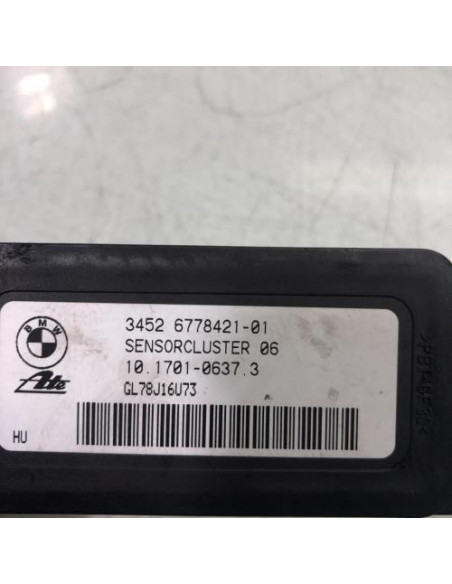 BMW
3452 6778421-01
SENSORCLUSTER 06
Ate
10.1701-0637.3
GL78J16U73
HU